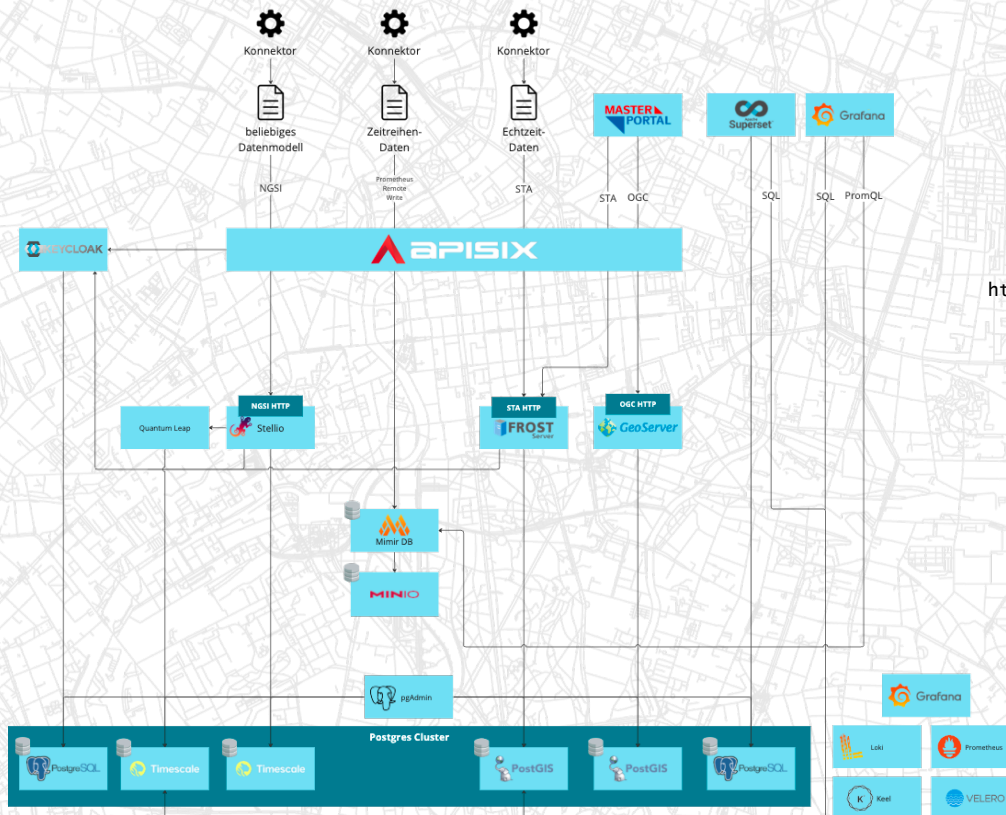 Konnektor
Konnektor
Konnektor
beliebiges
Datenmodell
Zeitreihen-
Daten
Echtzeit-
Daten
MASTER
PORTAL
Superset
Grafana
NGSI
Prometheus
Remote
Write
STA
STA
OGC
SQL
SQL
PromQL
KEYCLOAK
APISIX
ht
NGSI HTTP
STA HTTP
OGC HTTP
Quantum Leap
Stellio
FROST
Server
GeoServer
Mimir DB
MINIO
pgAdmin
Grafana
Postgres Cluster
Loki
Prometheus
PostgreSQL
Timescale
Timescale
PostGIS
PostGIS
PostgreSQL
K
Keel
VELERO